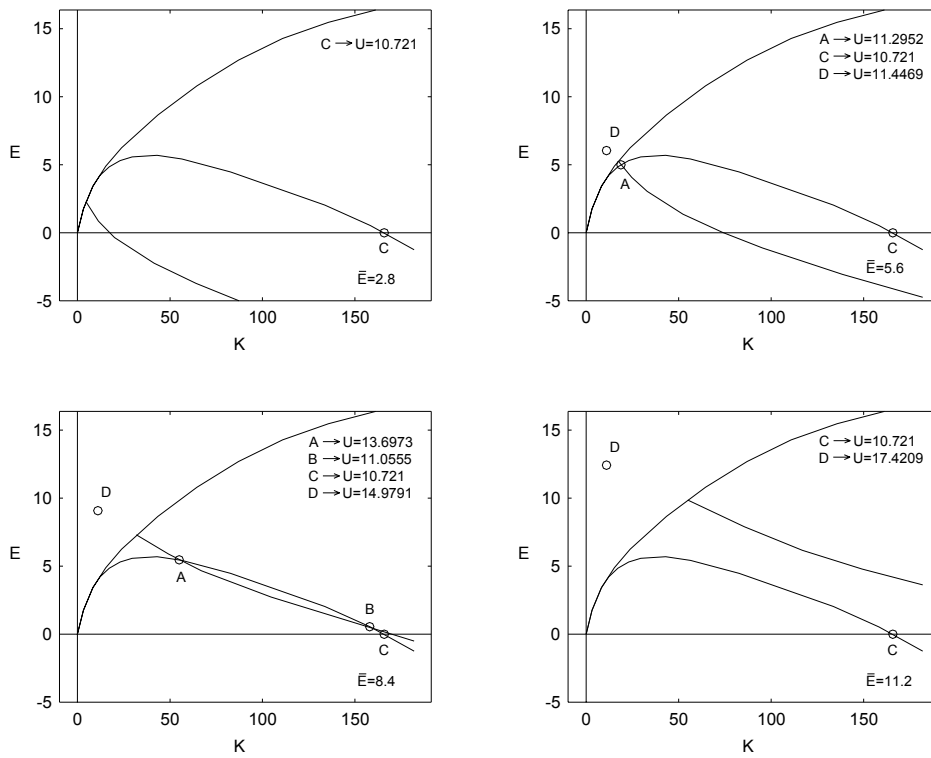 15
10
5
0
-5
E
0
50
100
150
K
C → U=10.721
C
E̅=2.8
15
10
5
0
-5
E
0
50
100
150
K
A → U=11.2952
C → U=10.721
D → U=11.4469
D
A
C
E̅=5.6
15
10
5
0
-5
E
0
50
100
150
K
A → U=13.6973
B → U=11.0555
C → U=10.721
D → U=14.9791
D
A
B
C
E̅=8.4
15
10
5
0
-5
E
0
50
100
150
K
C → U=10.721
D → U=17.4209
D
C
E̅=11.2